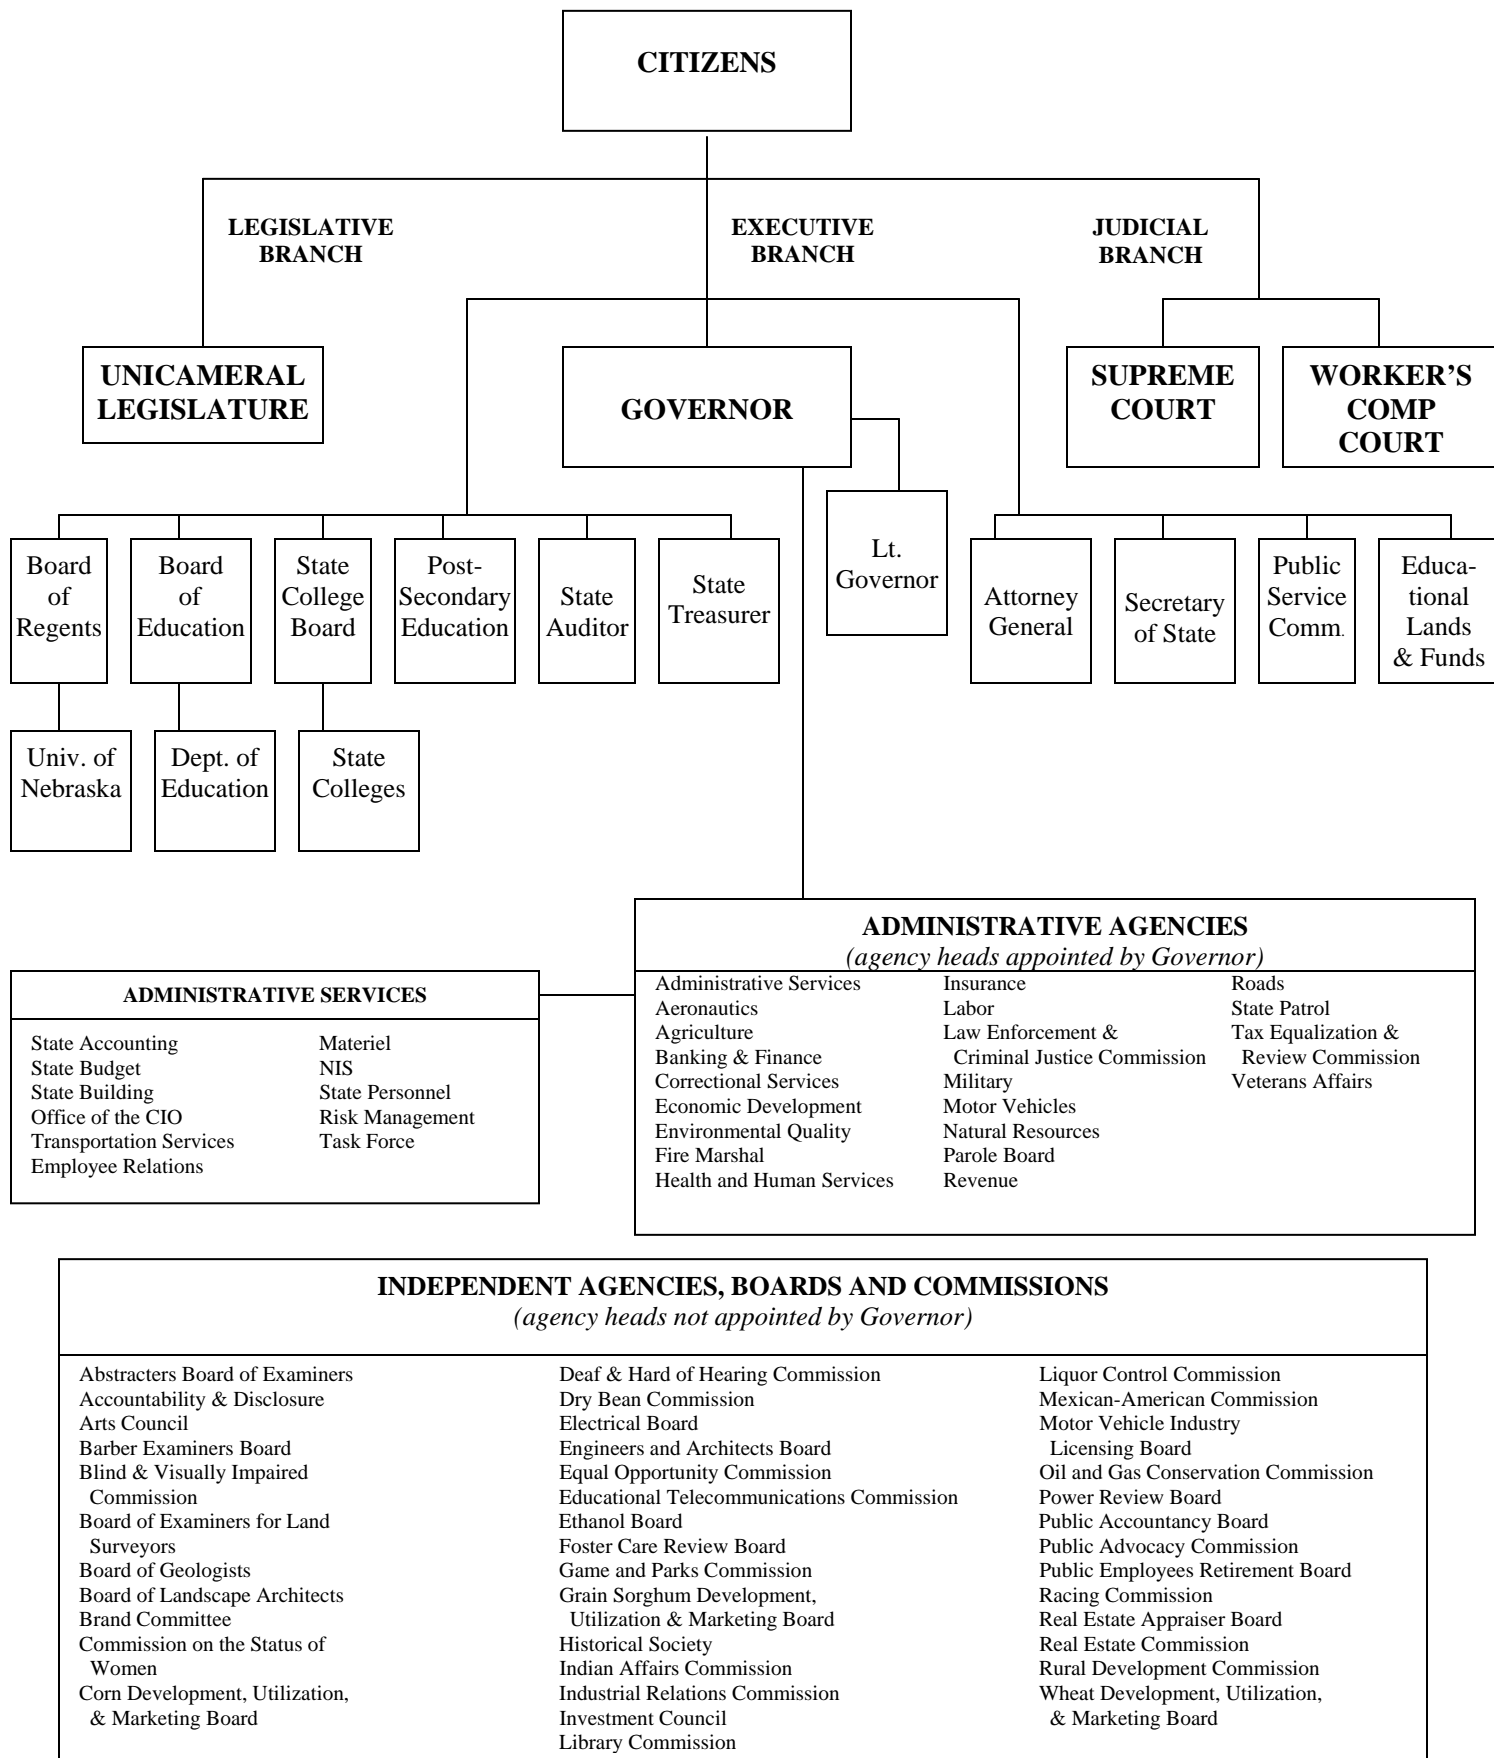 CITIZENS
LEGISLATIVE
BRANCH
EXECUTIVE
BRANCH
JUDICIAL
BRANCH
UNICAMERAL
LEGISLATURE
GOVERNOR
SUPREME
COURT
WORKER'S
COMP
COURT
Lt.
Governor
Board
of
Regents
Board
of
Education
State
College
Board
Post-
Secondary
Education
State
Auditor
State
Treasurer
Attorney
General
Secretary
of State
Public
Service
Comm.
Educa-
tional
Lands
& Funds
Univ. of
Nebraska
Dept. of
Education
State
Colleges
ADMINISTRATIVE AGENCIES
(agency heads appointed by Governor)
Administrative Services
Aeronautics
Agriculture
Banking & Finance
Correctional Services
Economic Development
Environmental Quality
Fire Marshal
Health and Human Services
Insurance
Labor
Law Enforcement &
Criminal Justice Commission
Military
Motor Vehicles
Natural Resources
Parole Board
Revenue
Roads
State Patrol
Tax Equalization &
Review Commission
Veterans Affairs
ADMINISTRATIVE SERVICES
State Accounting
State Budget
State Building
Office of the CIO
Transportation Services
Employee Relations
Materiel
NIS
State Personnel
Risk Management
Task Force
INDEPENDENT AGENCIES, BOARDS AND COMMISSIONS
(agency heads not appointed by Governor)
Abstracters Board of Examiners
Accountability & Disclosure
Arts Council
Barber Examiners Board
Blind & Visually Impaired
Commission
Board of Examiners for Land
Surveyors
Board of Geologists
Board of Landscape Architects
Brand Committee
Commission on the Status of
Women
Corn Development, Utilization,
& Marketing Board
Deaf & Hard of Hearing Commission
Dry Bean Commission
Electrical Board
Engineers and Architects Board
Equal Opportunity Commission
Educational Telecommunications Commission
Ethanol Board
Foster Care Review Board
Game and Parks Commission
Grain Sorghum Development,
Utilization & Marketing Board
Historical Society
Indian Affairs Commission
Industrial Relations Commission
Investment Council
Library Commission
Liquor Control Commission
Mexican-American Commission
Motor Vehicle Industry
Licensing Board
Oil and Gas Conservation Commission
Power Review Board
Public Accountancy Board
Public Advocacy Commission
Public Employees Retirement Board
Racing Commission
Real Estate Appraiser Board
Real Estate Commission
Rural Development Commission
Wheat Development, Utilization,
& Marketing Board